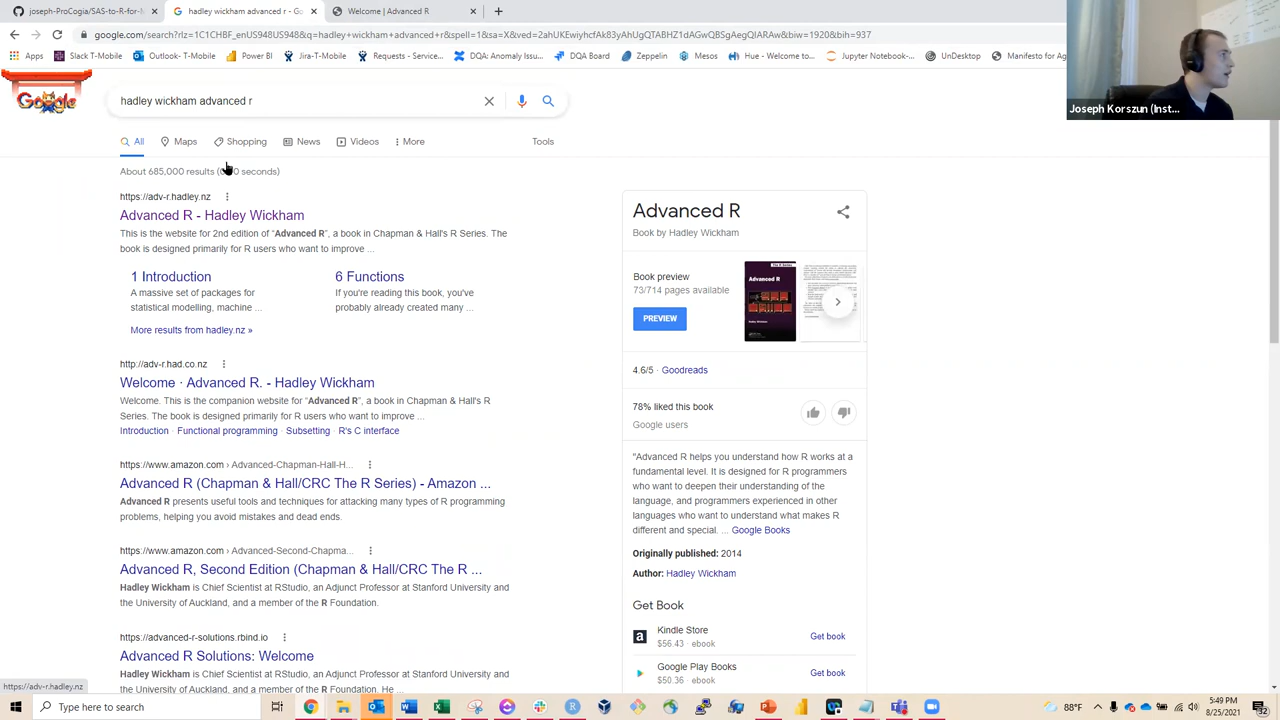 joseph-ProCogia/SAS-to-R-for-N
hadley wickham advanced r - Go
Welcome | Advanced R
google.com/search?rlz=1C1CHBF_enUS948US948&q=hadley+wickham+advanced+r&spell=1&sa=X&ved=2ahUKEwiyhcfAk83yAhUgQTABHZ1dAGwQBSgAegQIARAw&biw=1920&bih=937
Apps
Slack T-Mobile
Outlook- T-Mobile
Power BI
Jira-T-Mobile
Requests - Service...
Zeppelin
DQA: Anomaly Issu...
DQA Board
Mesos
Hue - Welcome to...
Jupyter Notebook-...
UnDesktop
Manifesto for Ag
Joseph Korszun (Inst...
Google
hadley wickham advanced r
All
Maps
Shopping
News
Videos
More
Tools
About 685,000 results (
0 seconds)
https://adv-r.hadley.nz
Advanced R - Hadley Wickham
This is the website for 2nd edition of “Advanced R”, a book in Chapman & Hall's R Series. The
book is designed primarily for R users who want to improve ...
1 Introduction
A massive set of packages for
statistical modelling, machine ...
6 Functions
If you're reading this book, you've
probably already created many ...
More results from hadley.nz »
http://adv-r.had.co.nz
Welcome · Advanced R. - Hadley Wickham
Welcome. This is the companion website for “Advanced R”, a book in Chapman & Hall's R
Series. The book is designed primarily for R users who want to improve ...
Introduction · Functional programming · Subsetting · R's C interface
https://www.amazon.com › Advanced-Chapman-Hall-H...
Advanced R (Chapman & Hall/CRC The R Series) - Amazon ...
Advanced R presents useful tools and techniques for attacking many types of R programming
problems, helping you avoid mistakes and dead ends.
https://www.amazon.com › Advanced-Second-Chapma...
Advanced R, Second Edition (Chapman & Hall/CRC The R ...
Hadley Wickham is Chief Scientist at RStudio, an Adjunct Professor at Stanford University and
the University of Auckland, and a member of the R Foundation.
https://advanced-r-solutions.rbind.io
Advanced R Solutions: Welcome
Hadley Wickham is Chief Scientist at RStudio, an Adjunct Professor at Stanford University and
the University of Auckland, and a member of the R Foundation. He ...
Advanced R
Book by Hadley Wickham
Book preview
73/714 pages available
PREVIEW
Advanced R
4.6/5 · Goodreads
78% liked this book
Google users
"Advanced R helps you understand how R works at a
fundamental level. It is designed for R programmers
who want to deepen their understanding of the
language, and programmers experienced in other
languages who want to understand what makes R
different and special. ... Google Books
Originally published: 2014
Author: Hadley Wickham
Get Book
Kindle Store
$56.43 · ebook
Get book
Google Play Books
$50.36 · ebook
Get book
https://adv-r.hadley.nz
Type here to search
88°F
5:49 PM
8/25/2021